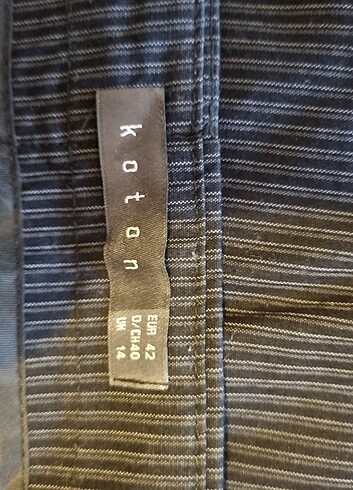 koton
EUR 42
D/CH40
UK 14